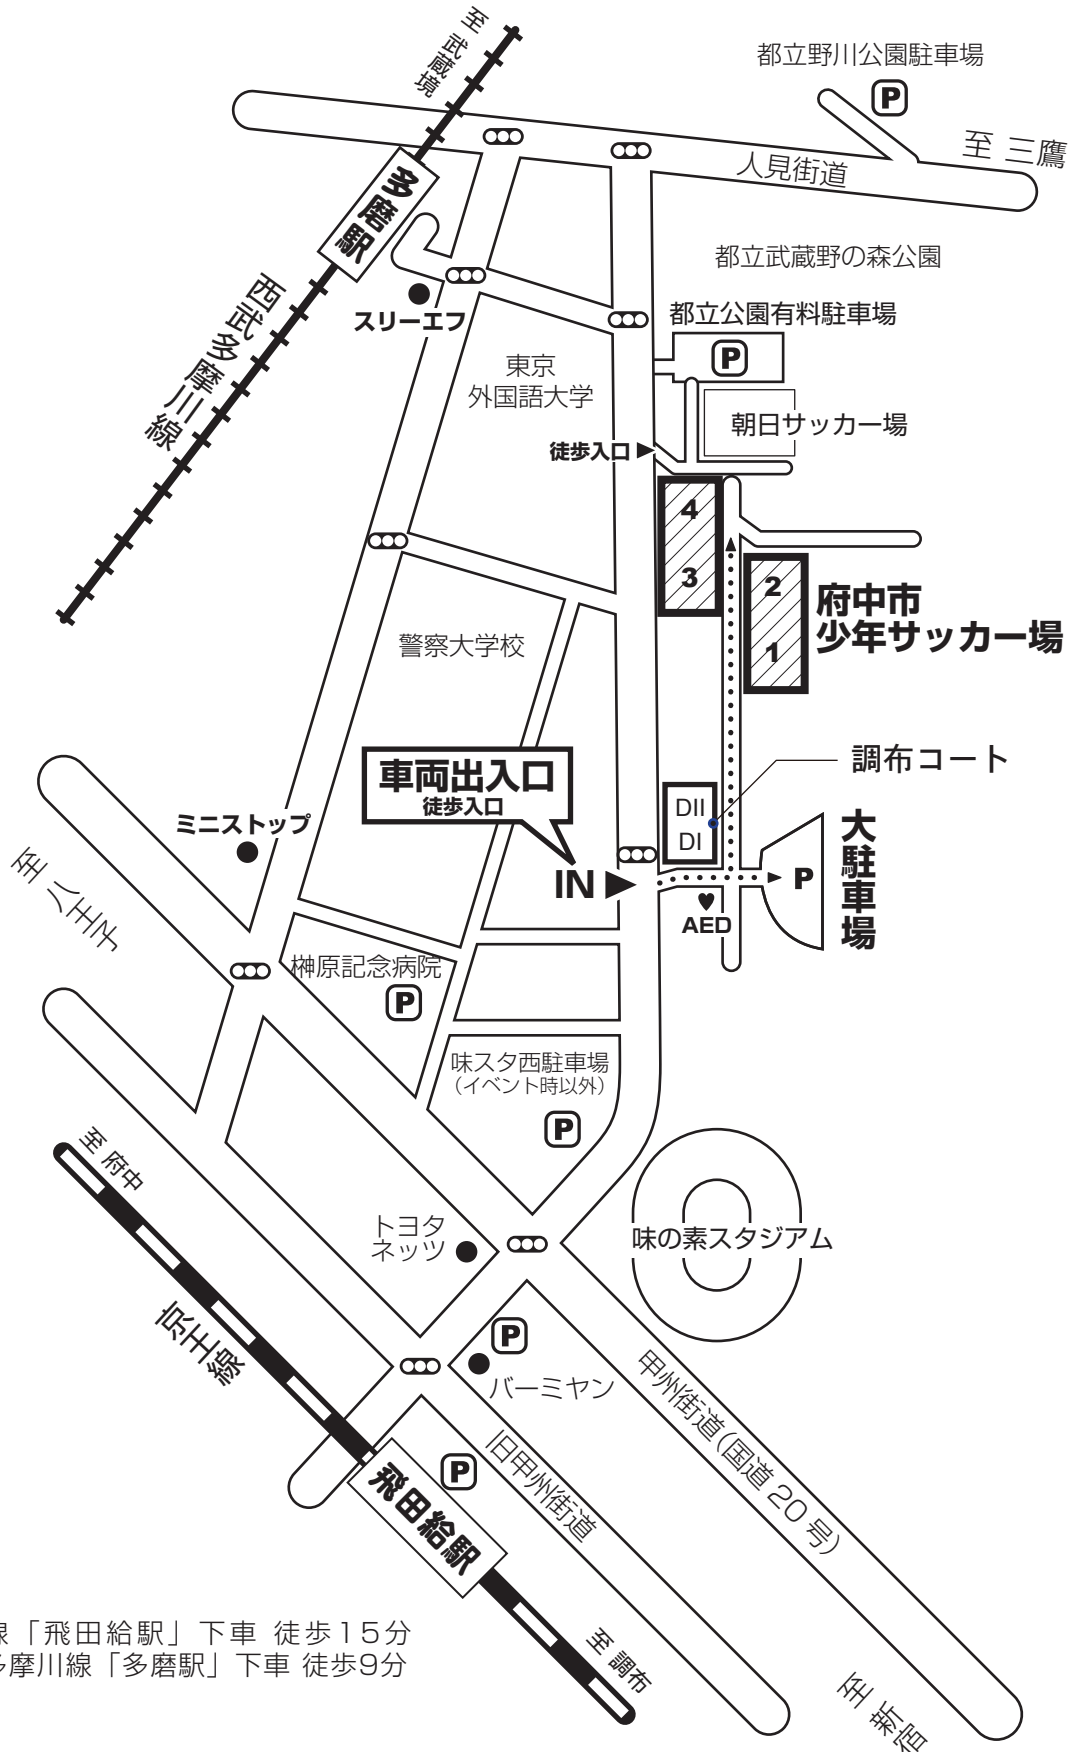 至 武蔵境
都立野川公園駐車場
P
至 三鷹
人見街道
多磨駅
都立武蔵野の森公園
西武多摩川線
スリーエフ
都立公園有料駐車場
P
東京
外国語大学
朝日サッカー場
徒歩入口
4
3
2
1
府中市
少年サッカー場
警察大学校
車両出入口
徒歩入口
調布コート
DII
DI
ミニストップ
大駐車場
P
IN
AED
至 八王子
榊原記念病院
P
味スタ西駐車場
(イベント時以外)
P
至 府中
トヨタ
ネッツ
味の素スタジアム
京王線
P
バーミヤン
甲州街道(国道20号)
旧甲州街道
P
飛田給駅
線「飛田給駅」下車 徒歩15分
多摩川線「多磨駅」下車 徒歩9分
至 調布
至 新宿